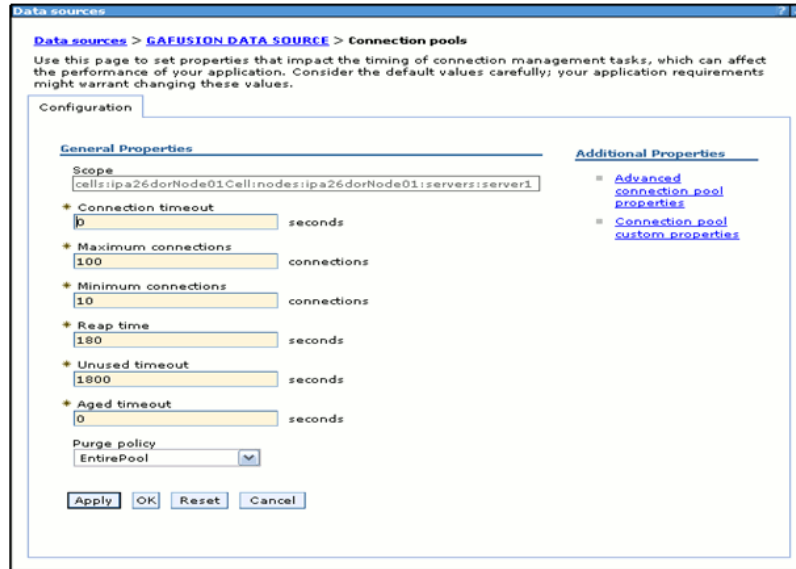 Data sources
?
Data sources > GAFUSION DATA SOURCE > Connection pools
Use this page to set properties that impact the timing of connection management tasks, which can affect
the performance of your application. Consider the default values carefully; your application requirements
might warrant changing these values.
Configuration
General Properties
Scope
cells:ipa26dorNode01Cell:nodes:ipa26dorNode01:servers:server1
Connection timeout
0 seconds
Maximum connections
100 connections
Minimum connections
10 connections
Reap time
180 seconds
Unused timeout
1800 seconds
Aged timeout
0 seconds
Purge policy
EntirePool
Apply OK Reset Cancel
Additional Properties
Advanced
connection pool
properties
Connection pool
custom properties